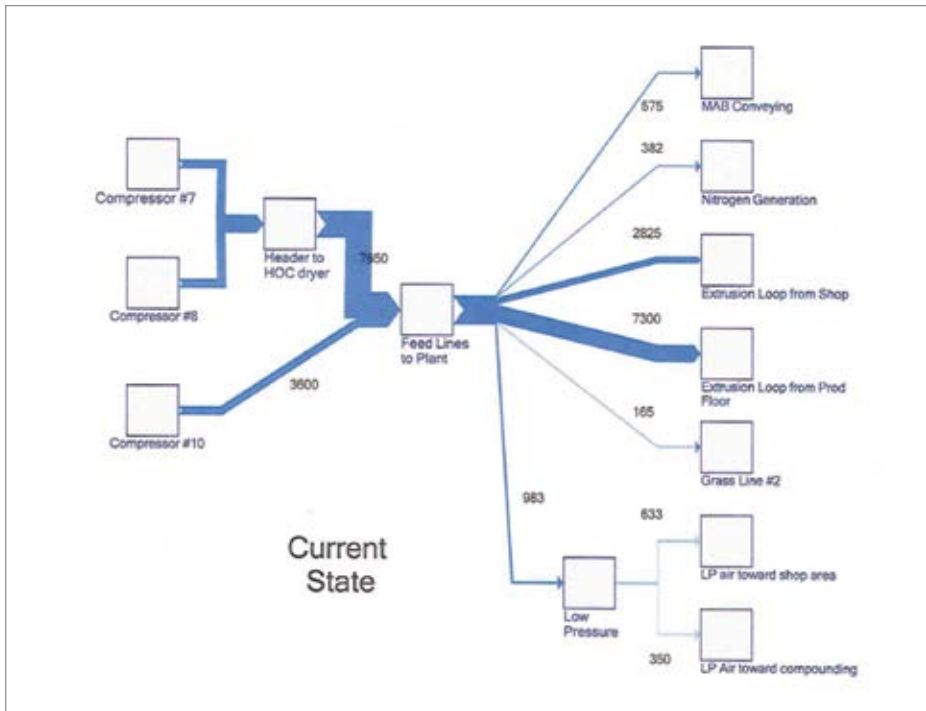 MAB Conveying
575
382
Compressor #7
Nitrogen Generation
2825
Header to
HOC dryer
7650
Extrusion Loop from Shop
Compressor #8
7300
Feed Lines
to Plant
3600
Extrusion Loop from Prod
Floor
165
Compressor #10
Grass Line #2
983
633
Current
State
LP air toward shop area
Low
Pressure
350
LP Air toward compounding